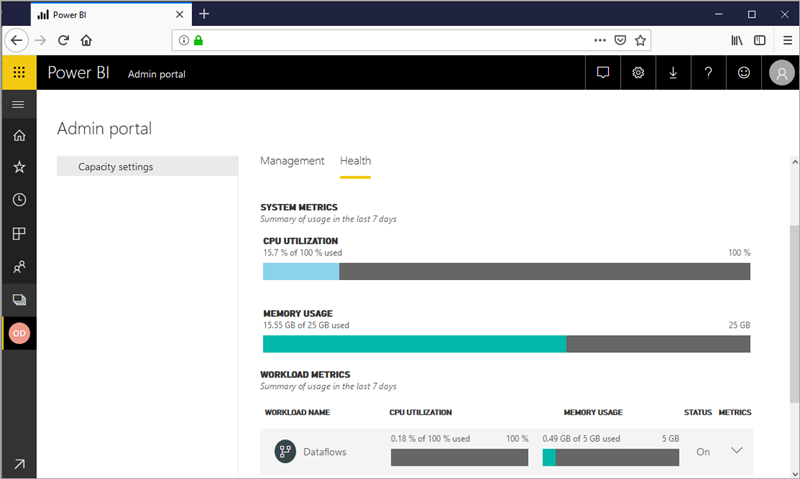 Power BI
Power BI Admin portal
Admin portal
Capacity settings
Management Health
SYSTEM METRICS
Summary of usage in the last 7 days
CPU UTILIZATION
15.7 % of 100 % used 100 %
MEMORY USAGE
15.55 GB of 25 GB used 25 GB
OD
WORKLOAD METRICS
Summary of usage in the last 7 days
WORKLOAD NAME CPU UTILIZATION MEMORY USAGE STATUS METRICS
0.18 % of 100 % used 100 % 0.49 GB of 5 GB used 5 GB
Dataflows On